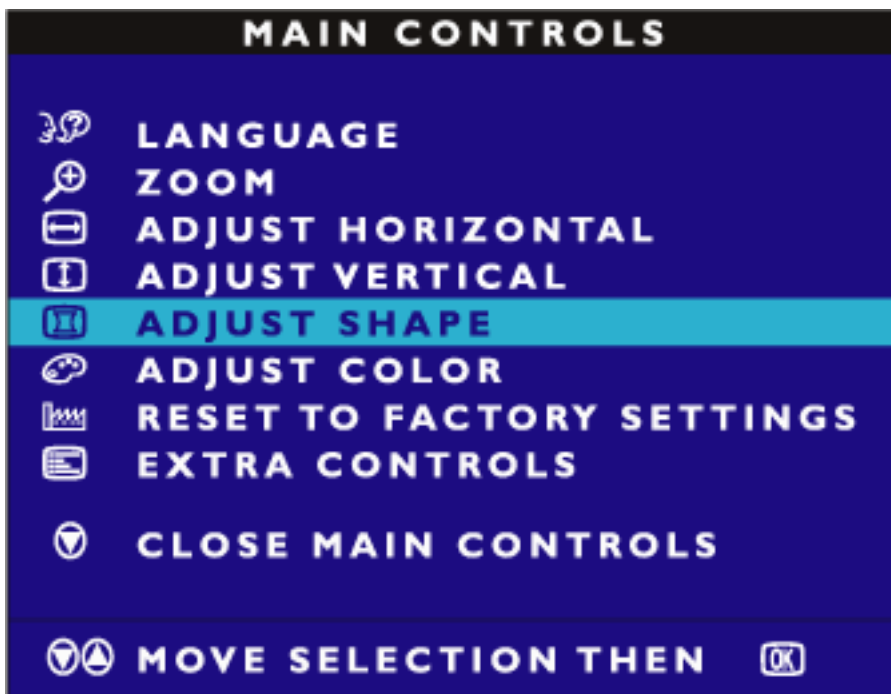 MAIN CONTROLS
LANGUAGE
ZOOM
ADJUST HORIZONTAL
ADJUST VERTICAL
ADJUST SHAPE
ADJUST COLOR
RESET TO FACTORY SETTINGS
EXTRA CONTROLS
CLOSE MAIN CONTROLS
MOVE SELECTION THEN OK